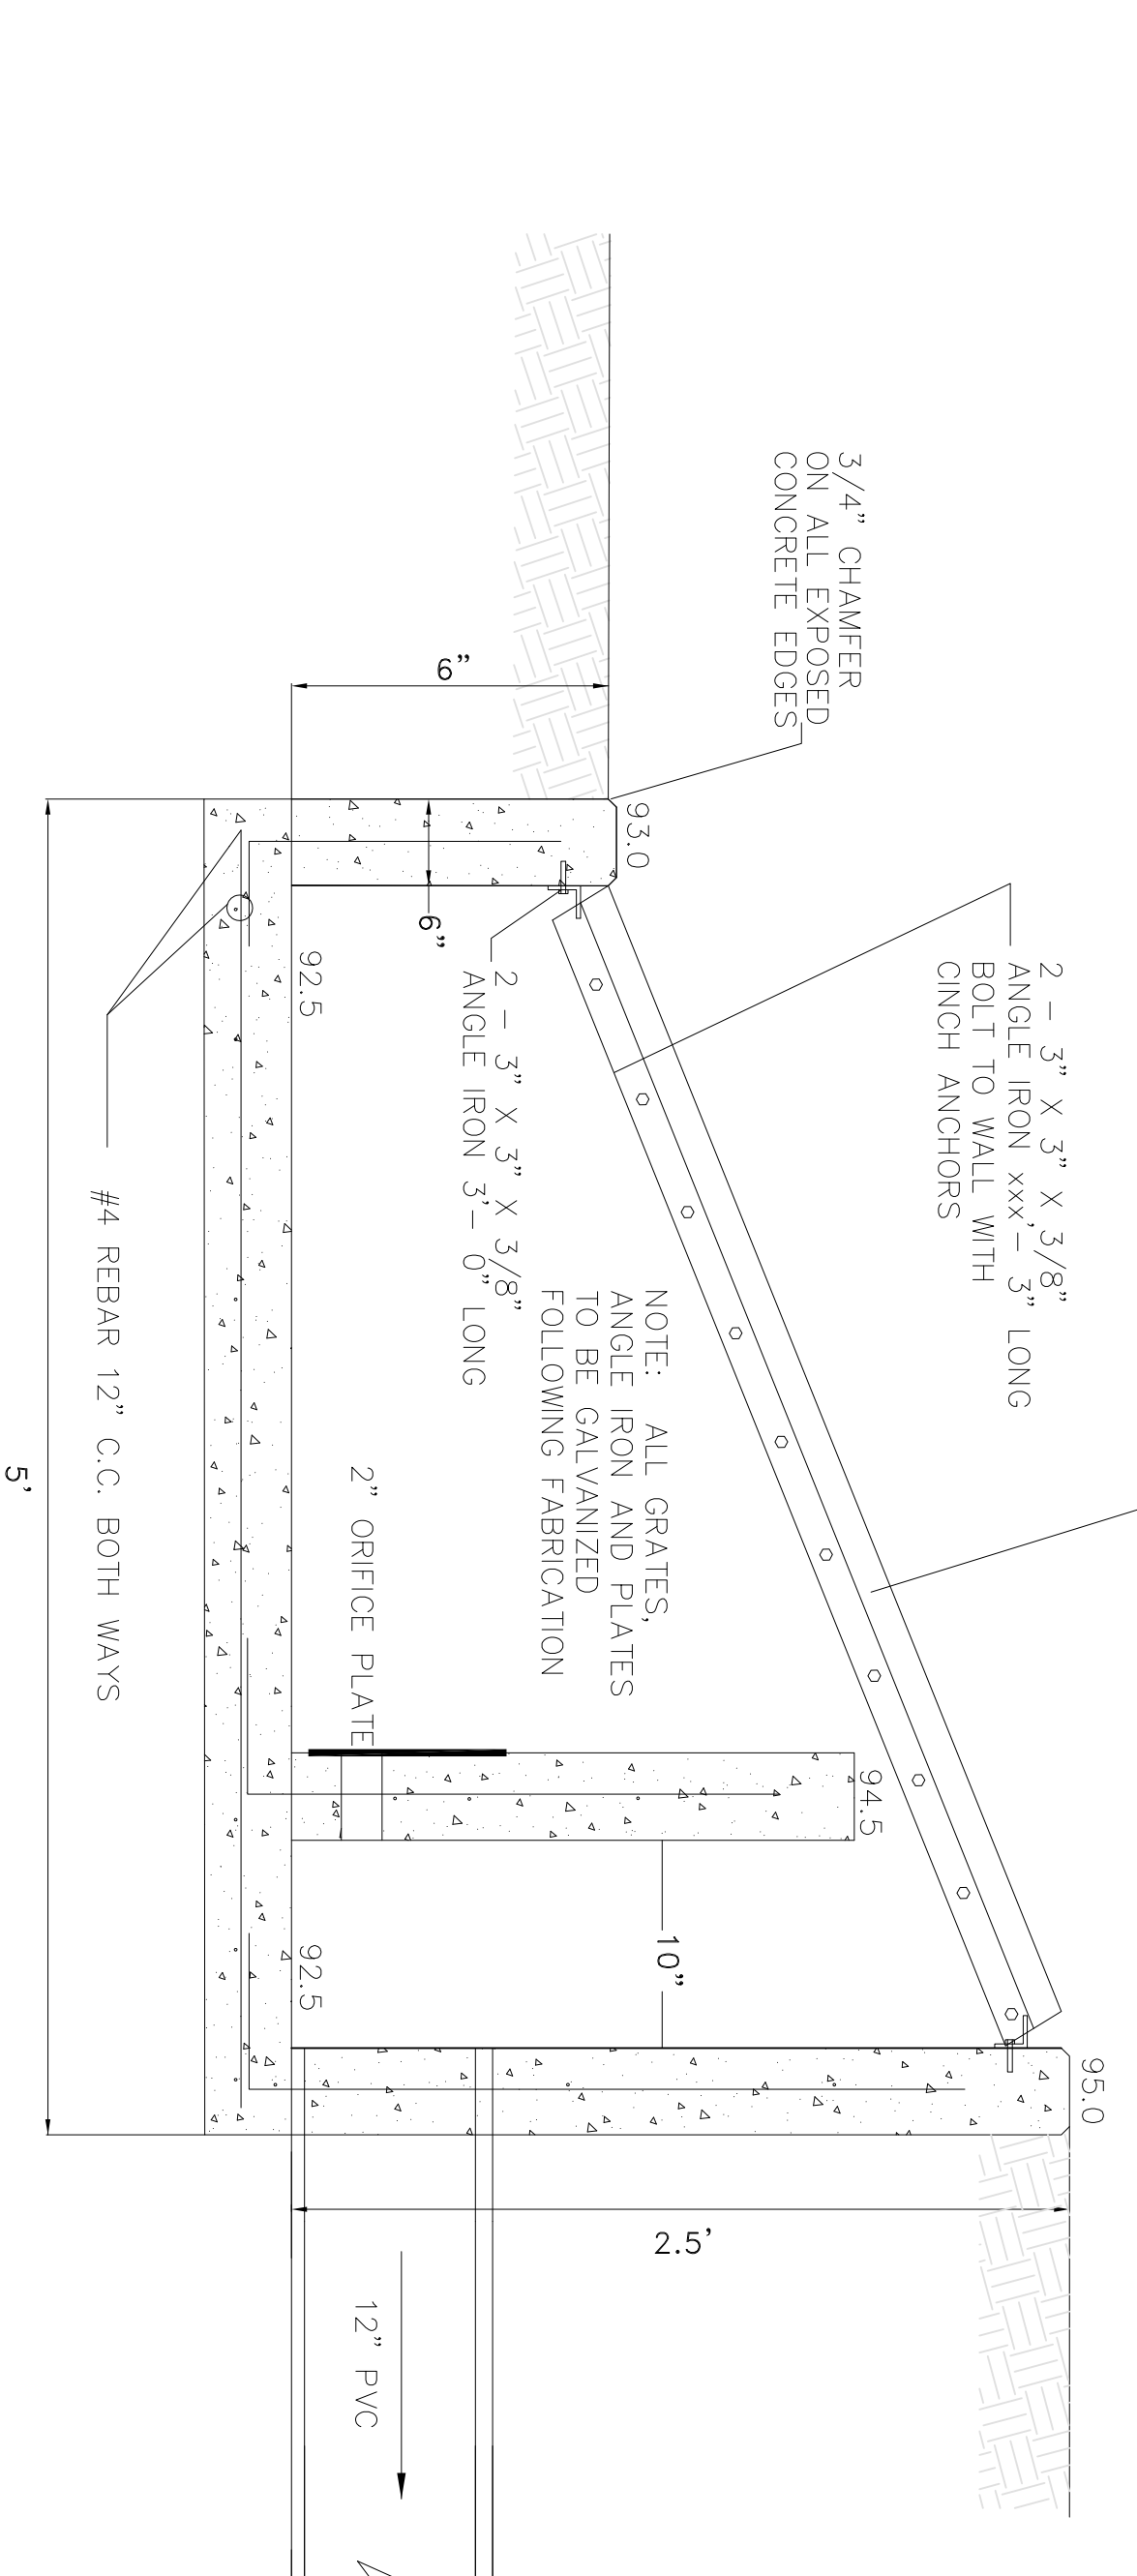 3/4” CHAMFER
ON ALL EXPOSED
CONCRETE EDGES
2 - 3” X 3” X 3/8”
ANGLE IRON xxx’- 3” LONG
BOLT TO WALL WITH
CINCH ANCHORS
95.0
93.0
6”
6”
2 - 3” X 3” X 3/8”
ANGLE IRON 3’- 0” LONG
NOTE: ALL GRATES,
ANGLE IRON AND PLATES
TO BE GALVANIZED
FOLLOWING FABRICATION
94.5
10”
2.5’
2” ORIFICE PLATE
12” PVC
92.5
92.5
#4 REBAR 12” C.C. BOTH WAYS
5’